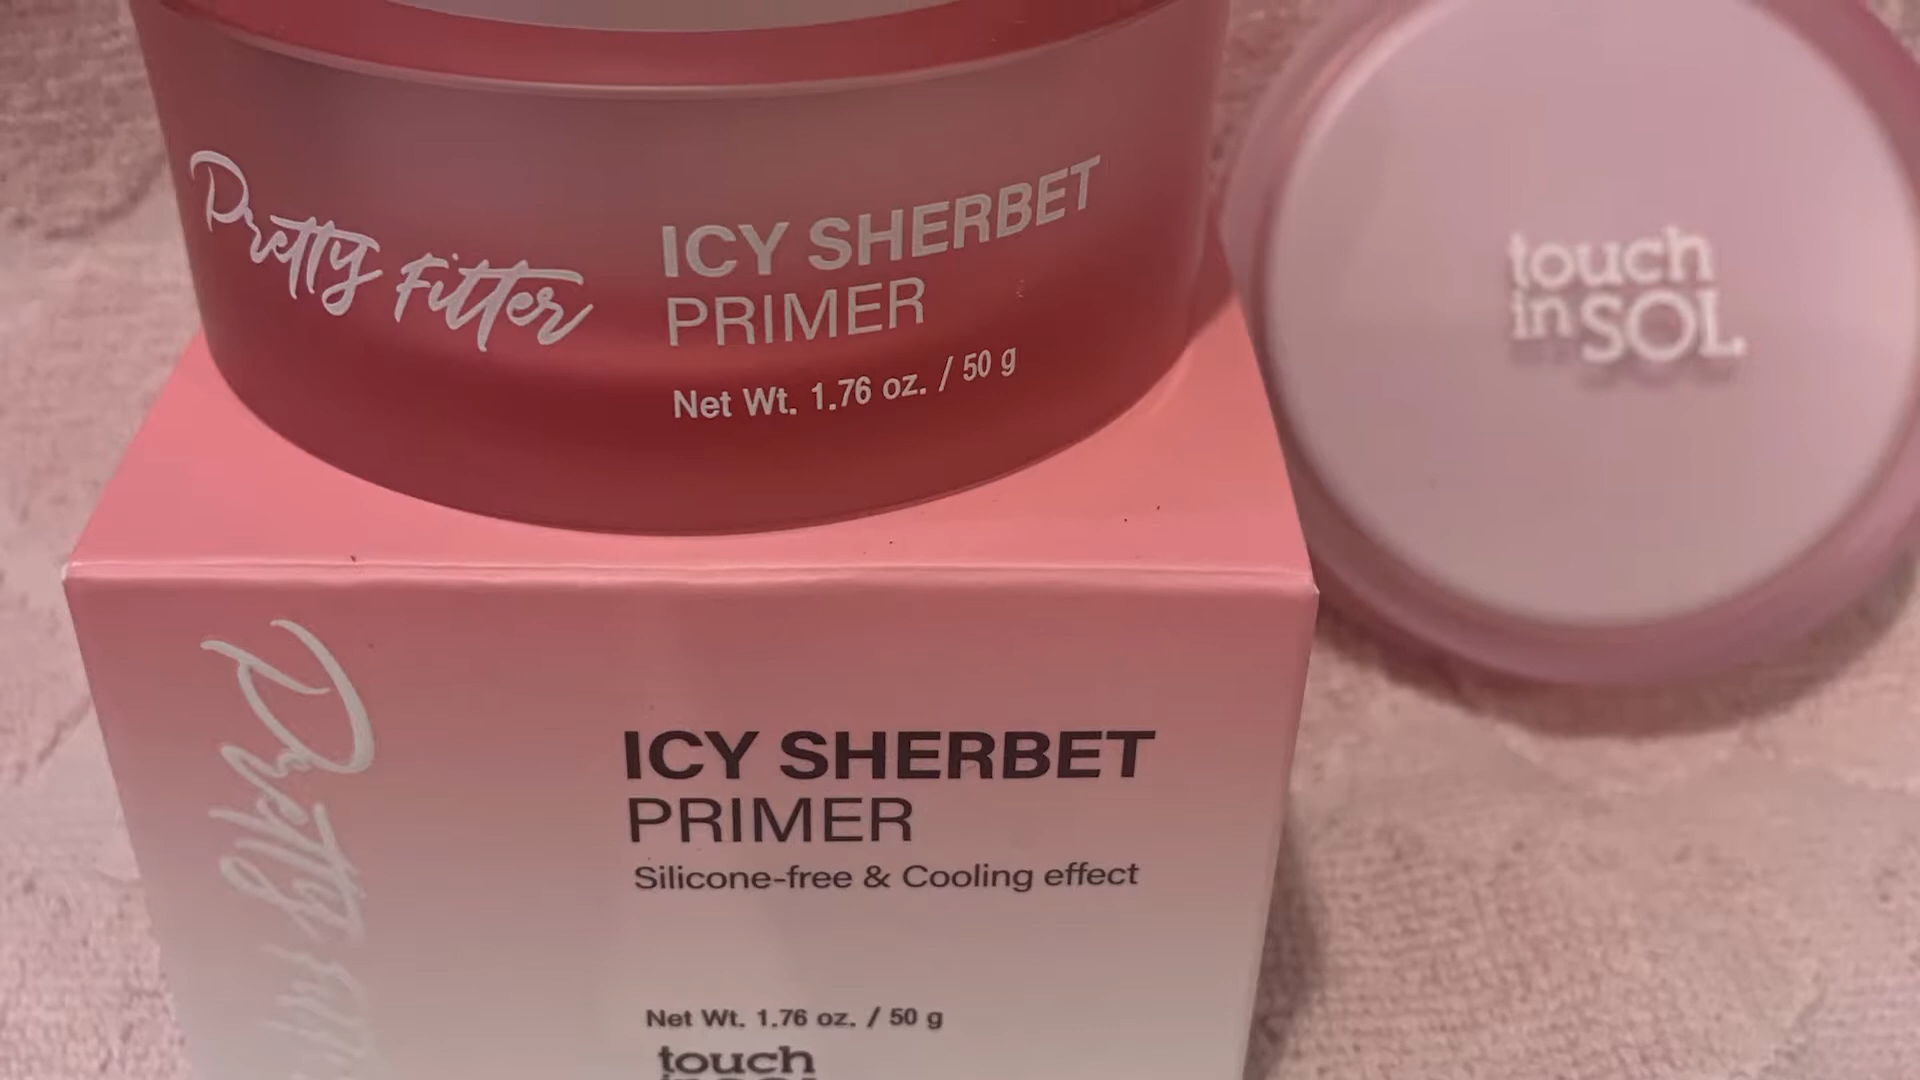 Pretty Filter
ICY SHERBET
PRIMER
Net Wt. 1.76 oz. / 50 g
touch
in SOL
Pretty
ICY SHERBET
PRIMER
Silicone-free & Cooling effect
Net Wt. 1.76 oz. / 50 g
touch